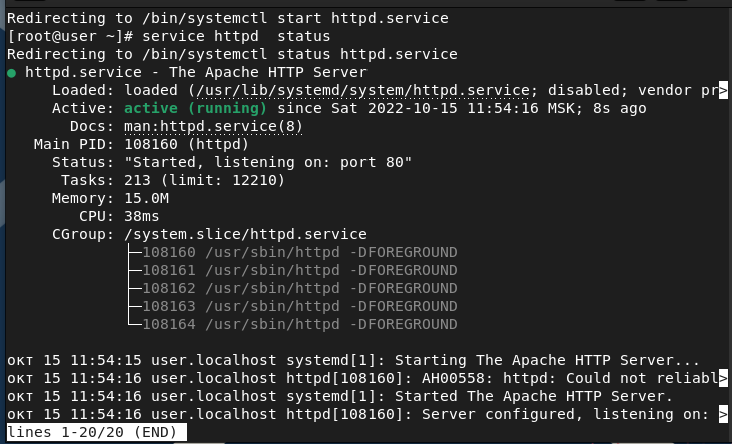 Redirecting to /bin/systemctl start httpd.service
[root@user ~]# service httpd  status
Redirecting to /bin/systemctl status httpd.service
● httpd.service - The Apache HTTP Server
     Loaded: loaded (/usr/lib/systemd/system/httpd.service; disabled; vendor pr>
     Active: active (running) since Sat 2022-10-15 11:54:16 MSK; 8s ago
       Docs: man:httpd.service(8)
   Main PID: 108160 (httpd)
     Status: "Started, listening on: port 80"
      Tasks: 213 (limit: 12210)
     Memory: 15.0M
        CPU: 38ms
     CGroup: /system.slice/httpd.service
             ├─108160 /usr/sbin/httpd -DFOREGROUND
             ├─108161 /usr/sbin/httpd -DFOREGROUND
             ├─108162 /usr/sbin/httpd -DFOREGROUND
             ├─108163 /usr/sbin/httpd -DFOREGROUND
             └─108164 /usr/sbin/httpd -DFOREGROUND

окт 15 11:54:15 user.localhost systemd[1]: Starting The Apache HTTP Server...
окт 15 11:54:16 user.localhost httpd[108160]: AH00558: httpd: Could not reliabl>
окт 15 11:54:16 user.localhost systemd[1]: Started The Apache HTTP Server.
окт 15 11:54:16 user.localhost httpd[108160]: Server configured, listening on: >
lines 1-20/20 (END)